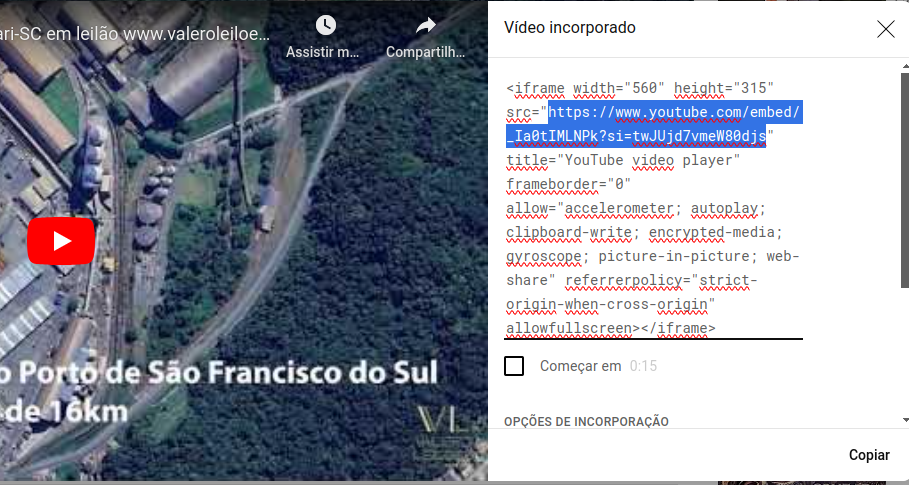 ari-SC em leilão www.valeroleiloe...
Assistir m...
Compartilh...
o Porto de São Francisco do Sul
de 16km
VL
Vídeo incorporado
<iframe width="560" height="315"
src="https://www.youtube.com/embed/
_Ia0tIMLNPk?si=twJUjd7vmeW80djs"
title="YouTube video player"
frameborder="0"
allow="accelerometer; autoplay;
clipboard-write; encrypted-media;
gyroscope; picture-in-picture; web-
share" referrerpolicy="strict-
origin-when-cross-origin"
allowfullscreen></iframe>
Começar em 0:15
OPÇÕES DE INCORPORAÇÃO
Copiar